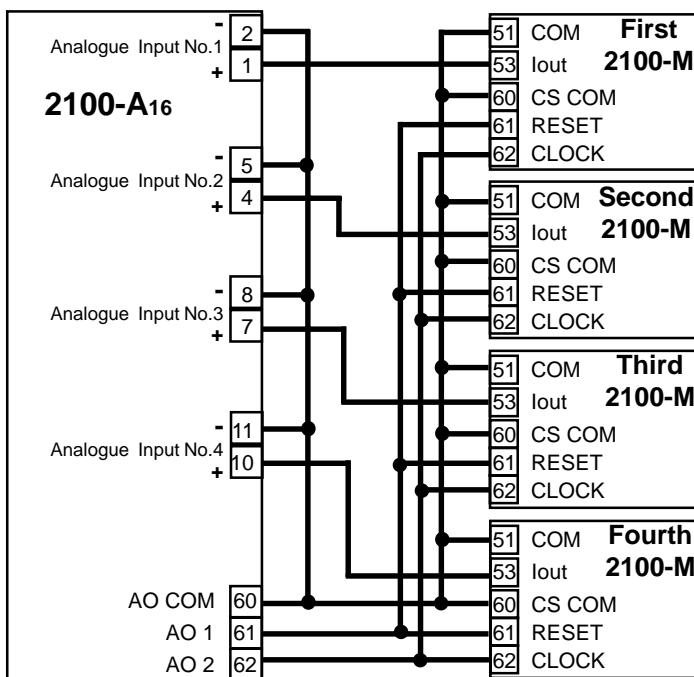 Analogue Input No.1
- 2
+ 1
2100-A16
Analogue Input No.2
- 5
+ 4
Analogue Input No.3
- 8
+ 7
Analogue Input No.4
- 11
+ 10
AO COM 60
AO 1 61
AO 2 62
First
2100-M
51 COM
53 Iout
60 CS COM
61 RESET
62 CLOCK
Second
2100-M
51 COM
53 Iout
60 CS COM
61 RESET
62 CLOCK
Third
2100-M
51 COM
53 Iout
60 CS COM
61 RESET
62 CLOCK
Fourth
2100-M
51 COM
53 Iout
60 CS COM
61 RESET
62 CLOCK